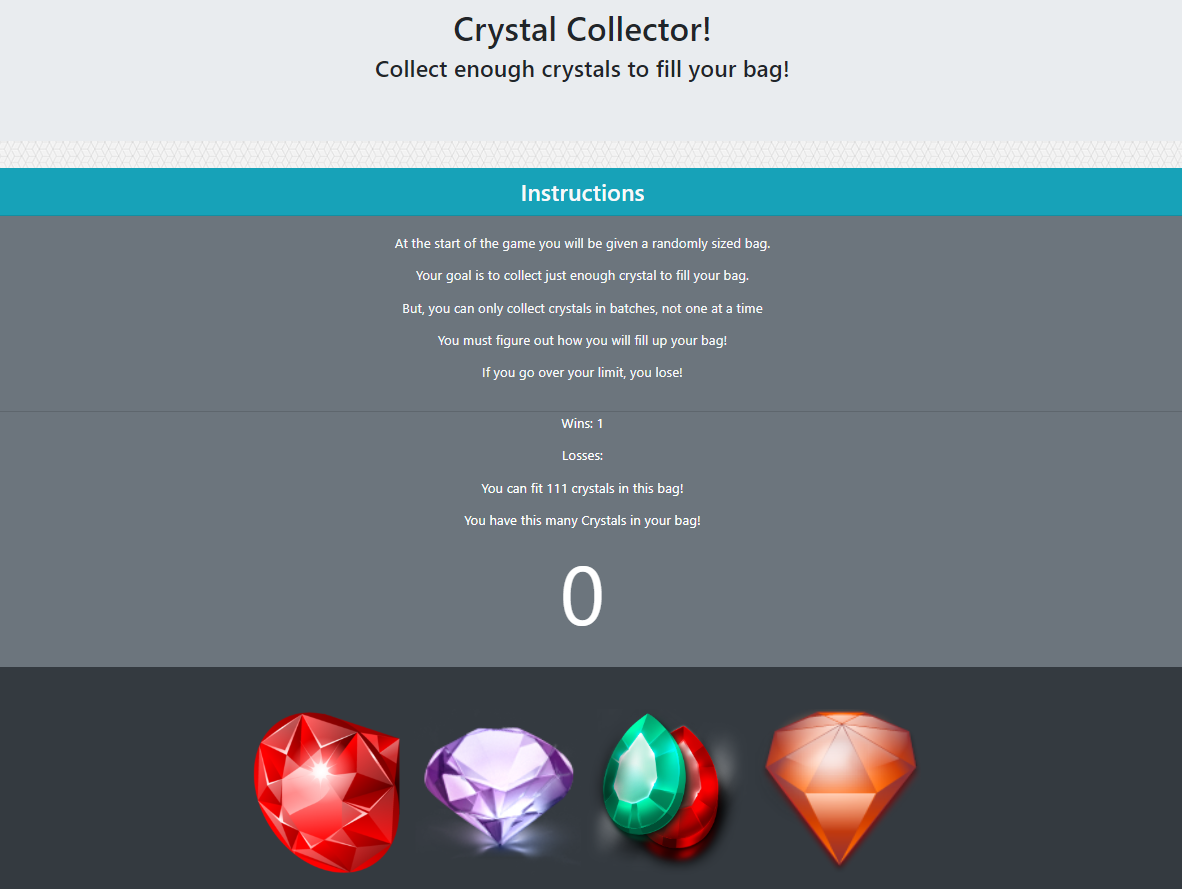 Crystal Collector!
Collect enough crystals to fill your bag!
Instructions
At the start of the game you will be given a randomly sized bag.
Your goal is to collect just enough crystal to fill your bag.
But, you can only collect crystals in batches, not one at a time
You must figure out how you will fill up your bag!
If you go over your limit, you lose!
Wins: 1
Losses:
You can fit 111 crystals in this bag!
You have this many Crystals in your bag!
0